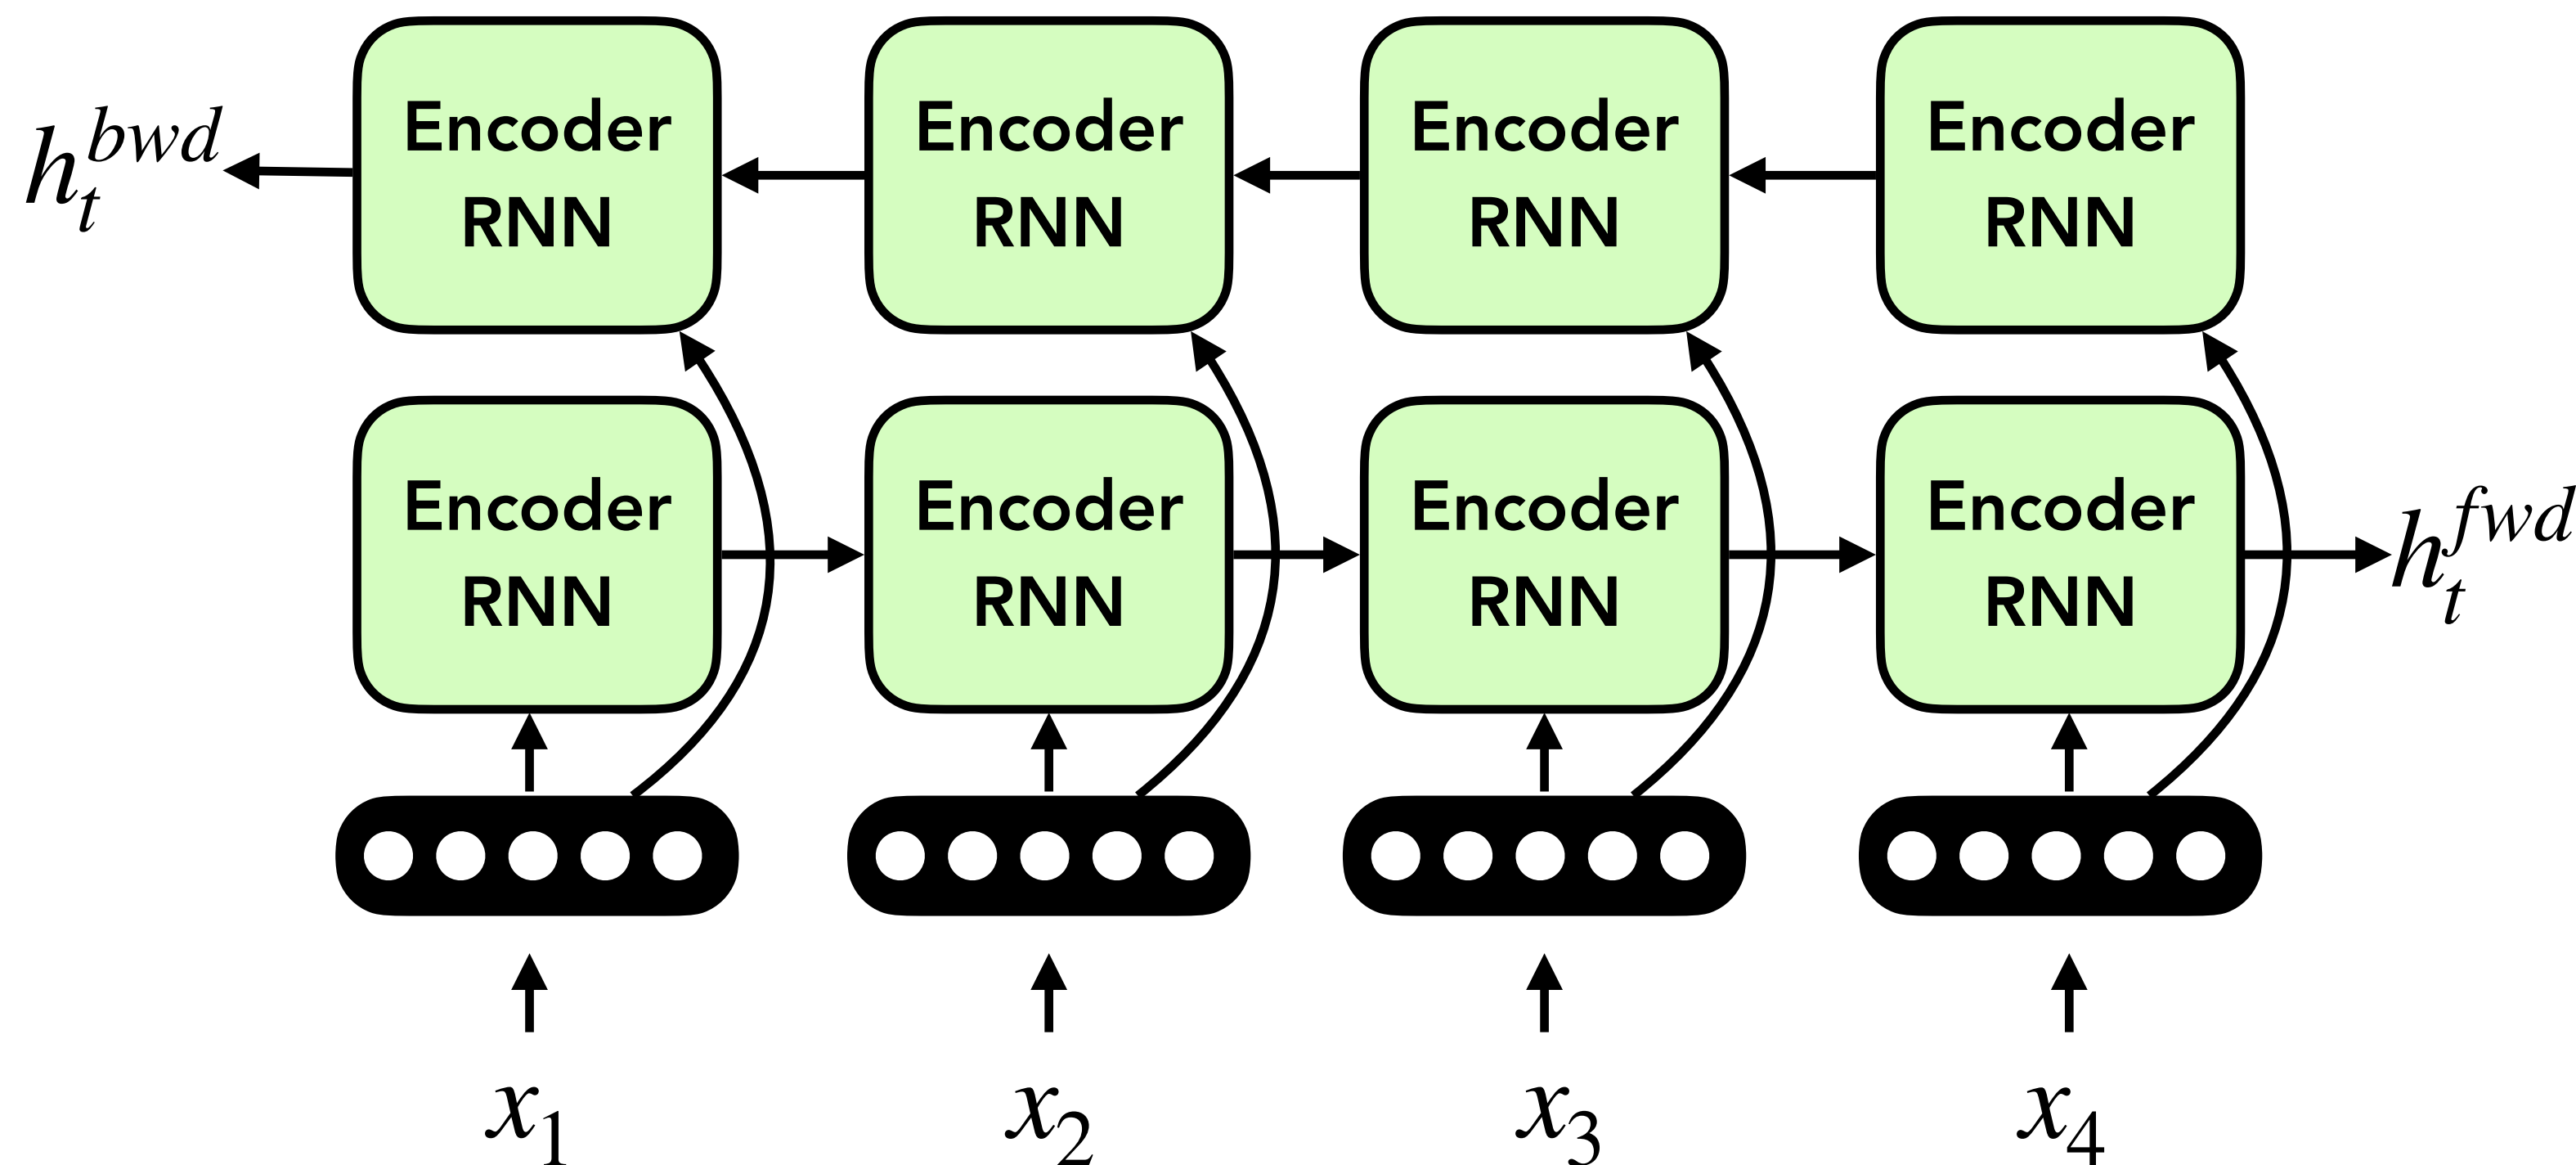 h_t^{bwd}
Encoder
RNN
Encoder
RNN
Encoder
RNN
Encoder
RNN
Encoder
RNN
Encoder
RNN
Encoder
RNN
Encoder
RNN
h_t^{fwd}
x_1
x_2
x_3
x_4